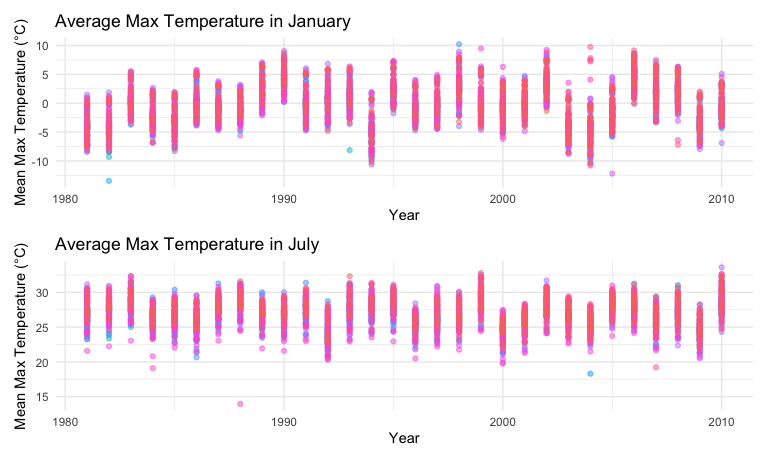 Average Max Temperature in January
Mean Max Temperature (°C)
10
5
0
-5
-10
1980
1990
2000
2010
Year
Average Max Temperature in July
Mean Max Temperature (°C)
30
25
20
15
1980
1990
2000
2010
Year